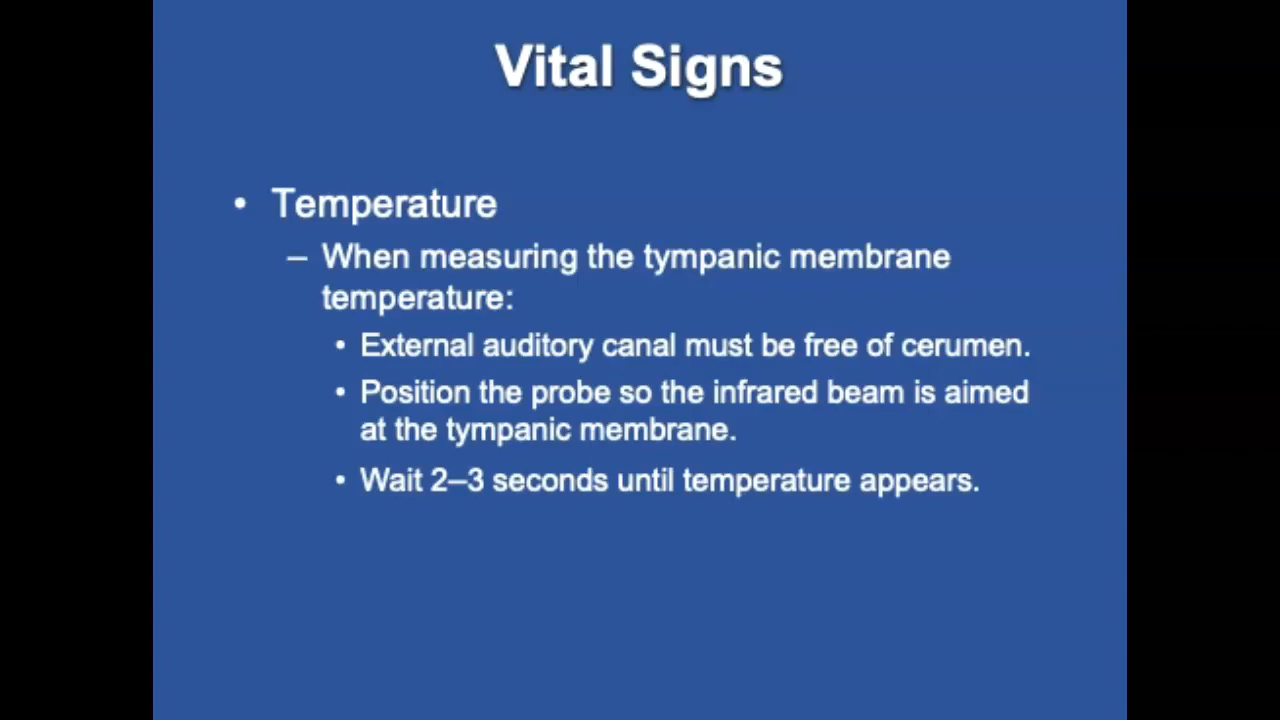 Vital Signs
• Temperature
– When measuring the tympanic membrane
temperature:
• External auditory canal must be free of cerumen.
• Position the probe so the infrared beam is aimed
at the tympanic membrane.
• Wait 2–3 seconds until temperature appears.